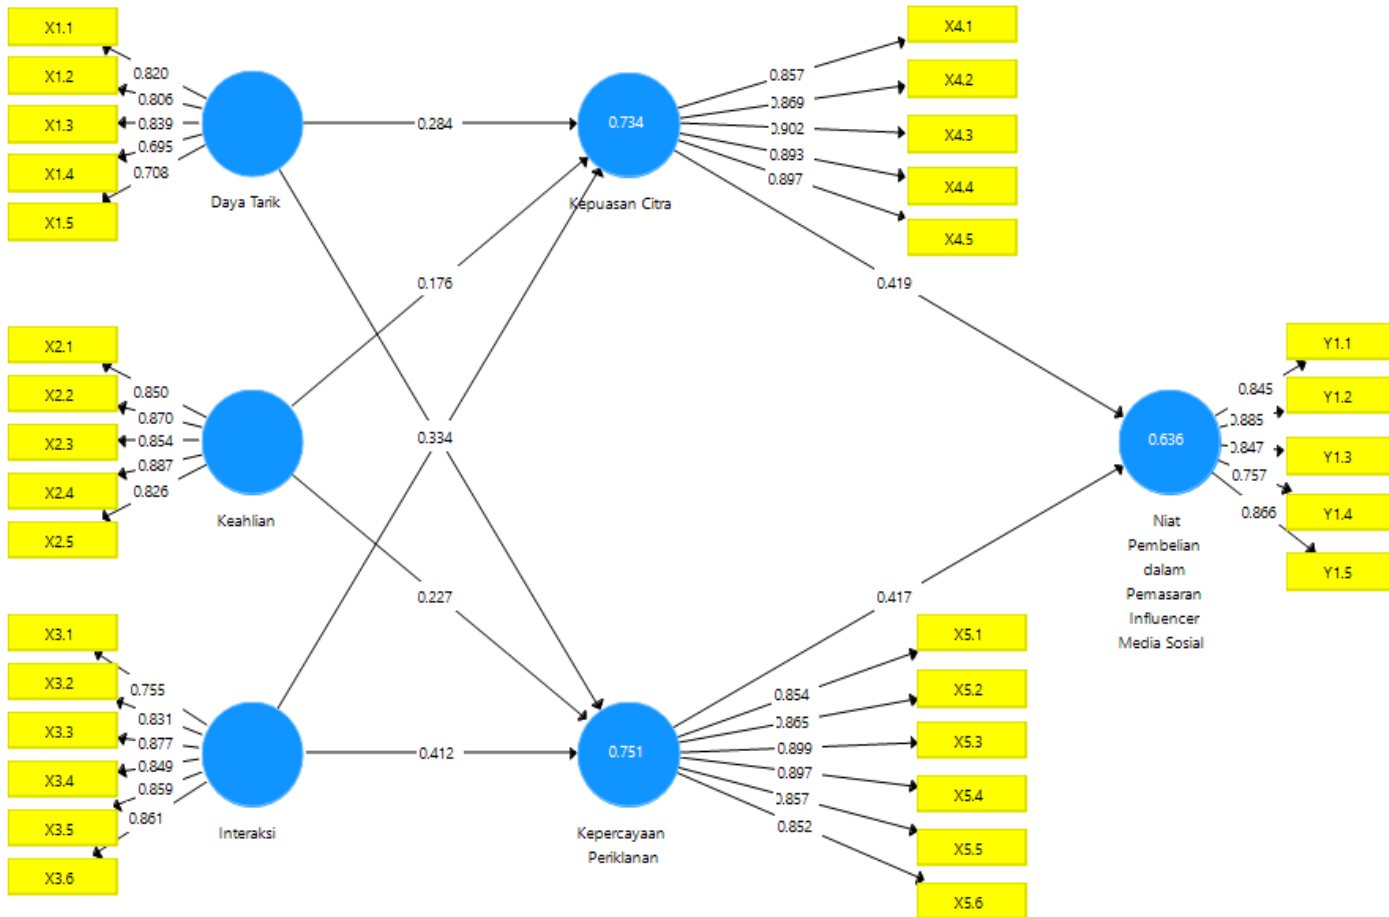 X1.1
X1.2
X1.3
X1.4
X1.5
0.820
0.806
0.839
0.695
0.708
Daya Tarik
0.284
0.734
Kepuasan Citra
0.857
0.869
0.902
0.893
0.897
X4.1
X4.2
X4.3
X4.4
X4.5
0.176
0.419
X2.1
X2.2
X2.3
X2.4
X2.5
0.850
0.870
0.854
0.887
0.826
Keahlian
0.334
0.227
0.636
Niat
Pembelian
dalam
Pemasaran
Influencer
Media Sosial
0.845
0.885
0.847
0.757
0.866
Y1.1
Y1.2
Y1.3
Y1.4
Y1.5
0.417
X3.1
X3.2
X3.3
X3.4
X3.5
X3.6
0.755
0.831
0.877
0.849
0.859
0.861
Interaksi
0.412
0.751
Kepercayaan
Periklanan
0.854
0.865
0.899
0.897
0.857
0.852
X5.1
X5.2
X5.3
X5.4
X5.5
X5.6